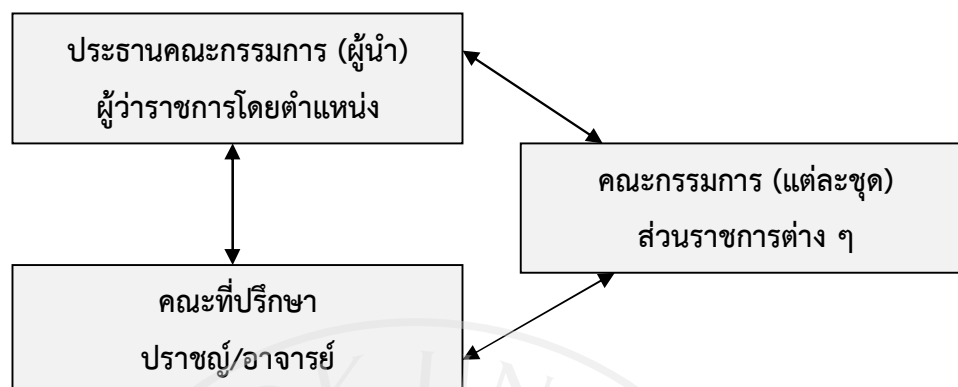 ประธานคณะกรรมการ (ผู้นำ)
ผู้ว่าราชการโดยตำแหน่ง
คณะกรรมการ (แต่ละชุด)
ส่วนราชการต่าง ๆ
คณะที่ปรึกษา
ปราชญ์/อาจารย์